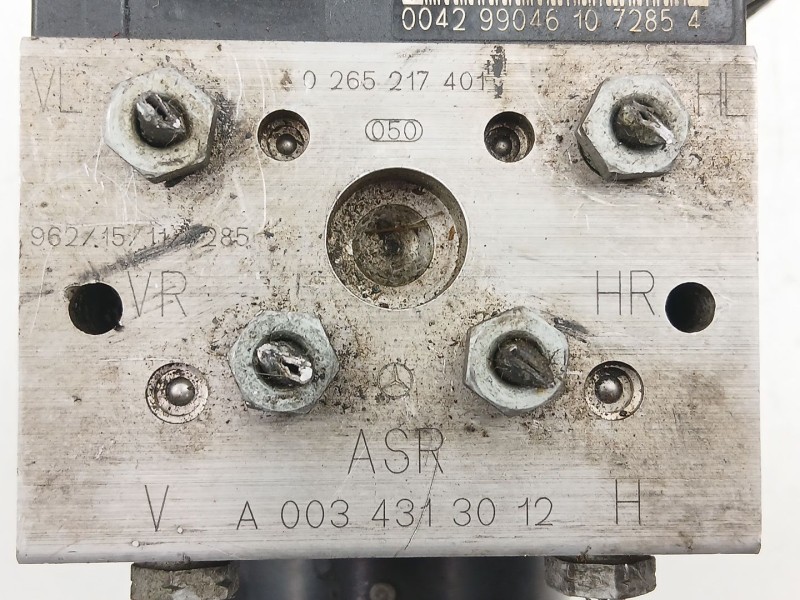 0042 99046 10 7285 4
VL 0 265 217 401 HL
050
962/15/11/ 285
VR HR
ASR
V A 003 431 30 12 H